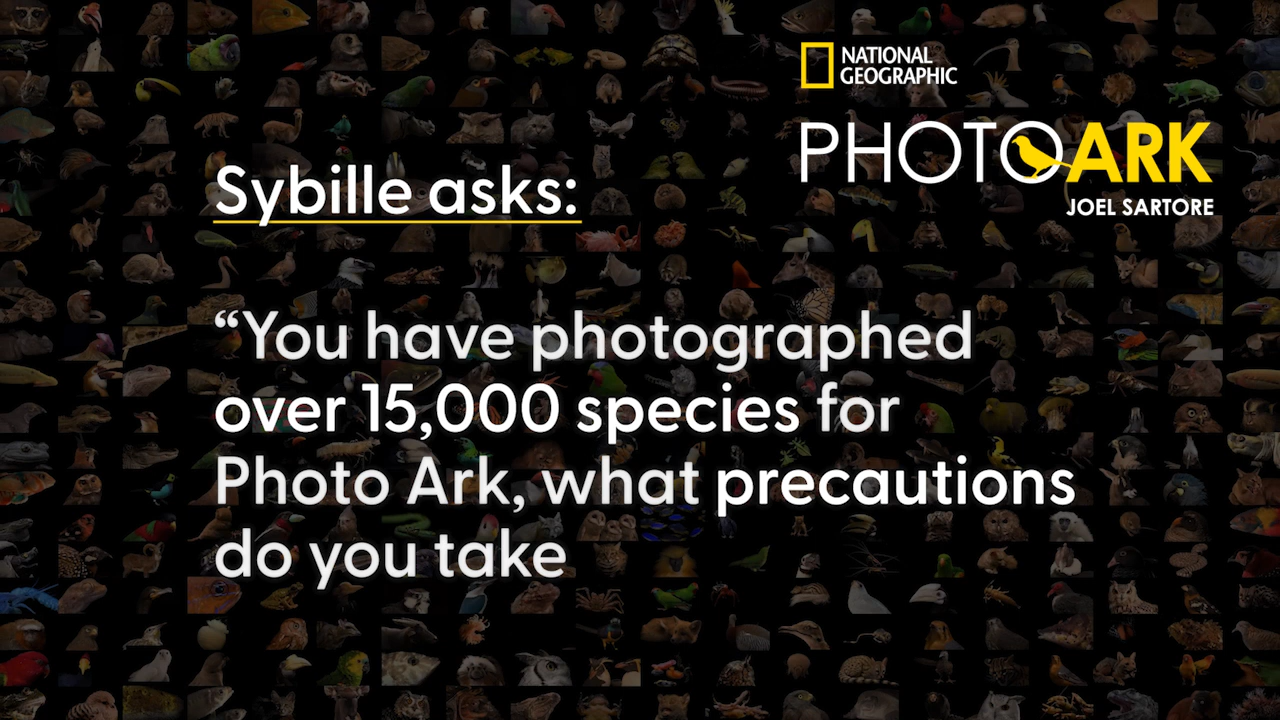 NATIONAL
GEOGRAPHIC
PHOTOARK
JOEL SARTORE
Sybille asks:
“You have photographed
over 15,000 species for
Photo Ark, what precautions
do you take